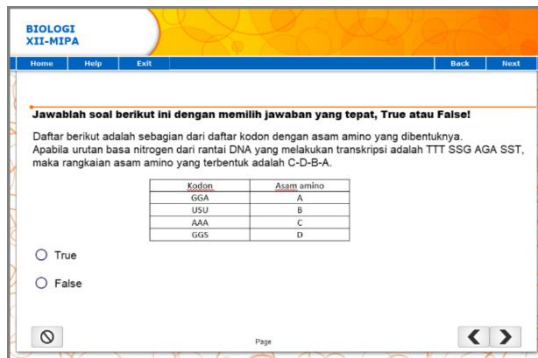 BIOLOGI
XII-MIPA
Home Help Exit Back Next
Jawablah soal berikut ini dengan memilih jawaban yang tepat, True atau False!
Daftar berikut adalah sebagian dari daftar kodon dengan asam amino yang dibentuknya.
Apabila urutan basa nitrogen dari rantai DNA yang melakukan transkripsi adalah TTT SSG AGA SST,
maka rangkaian asam amino yang terbentuk adalah C-D-B-A.
Kodon Asam amino
GGA A
USU B
AAA C
GGS D
True
False
Page